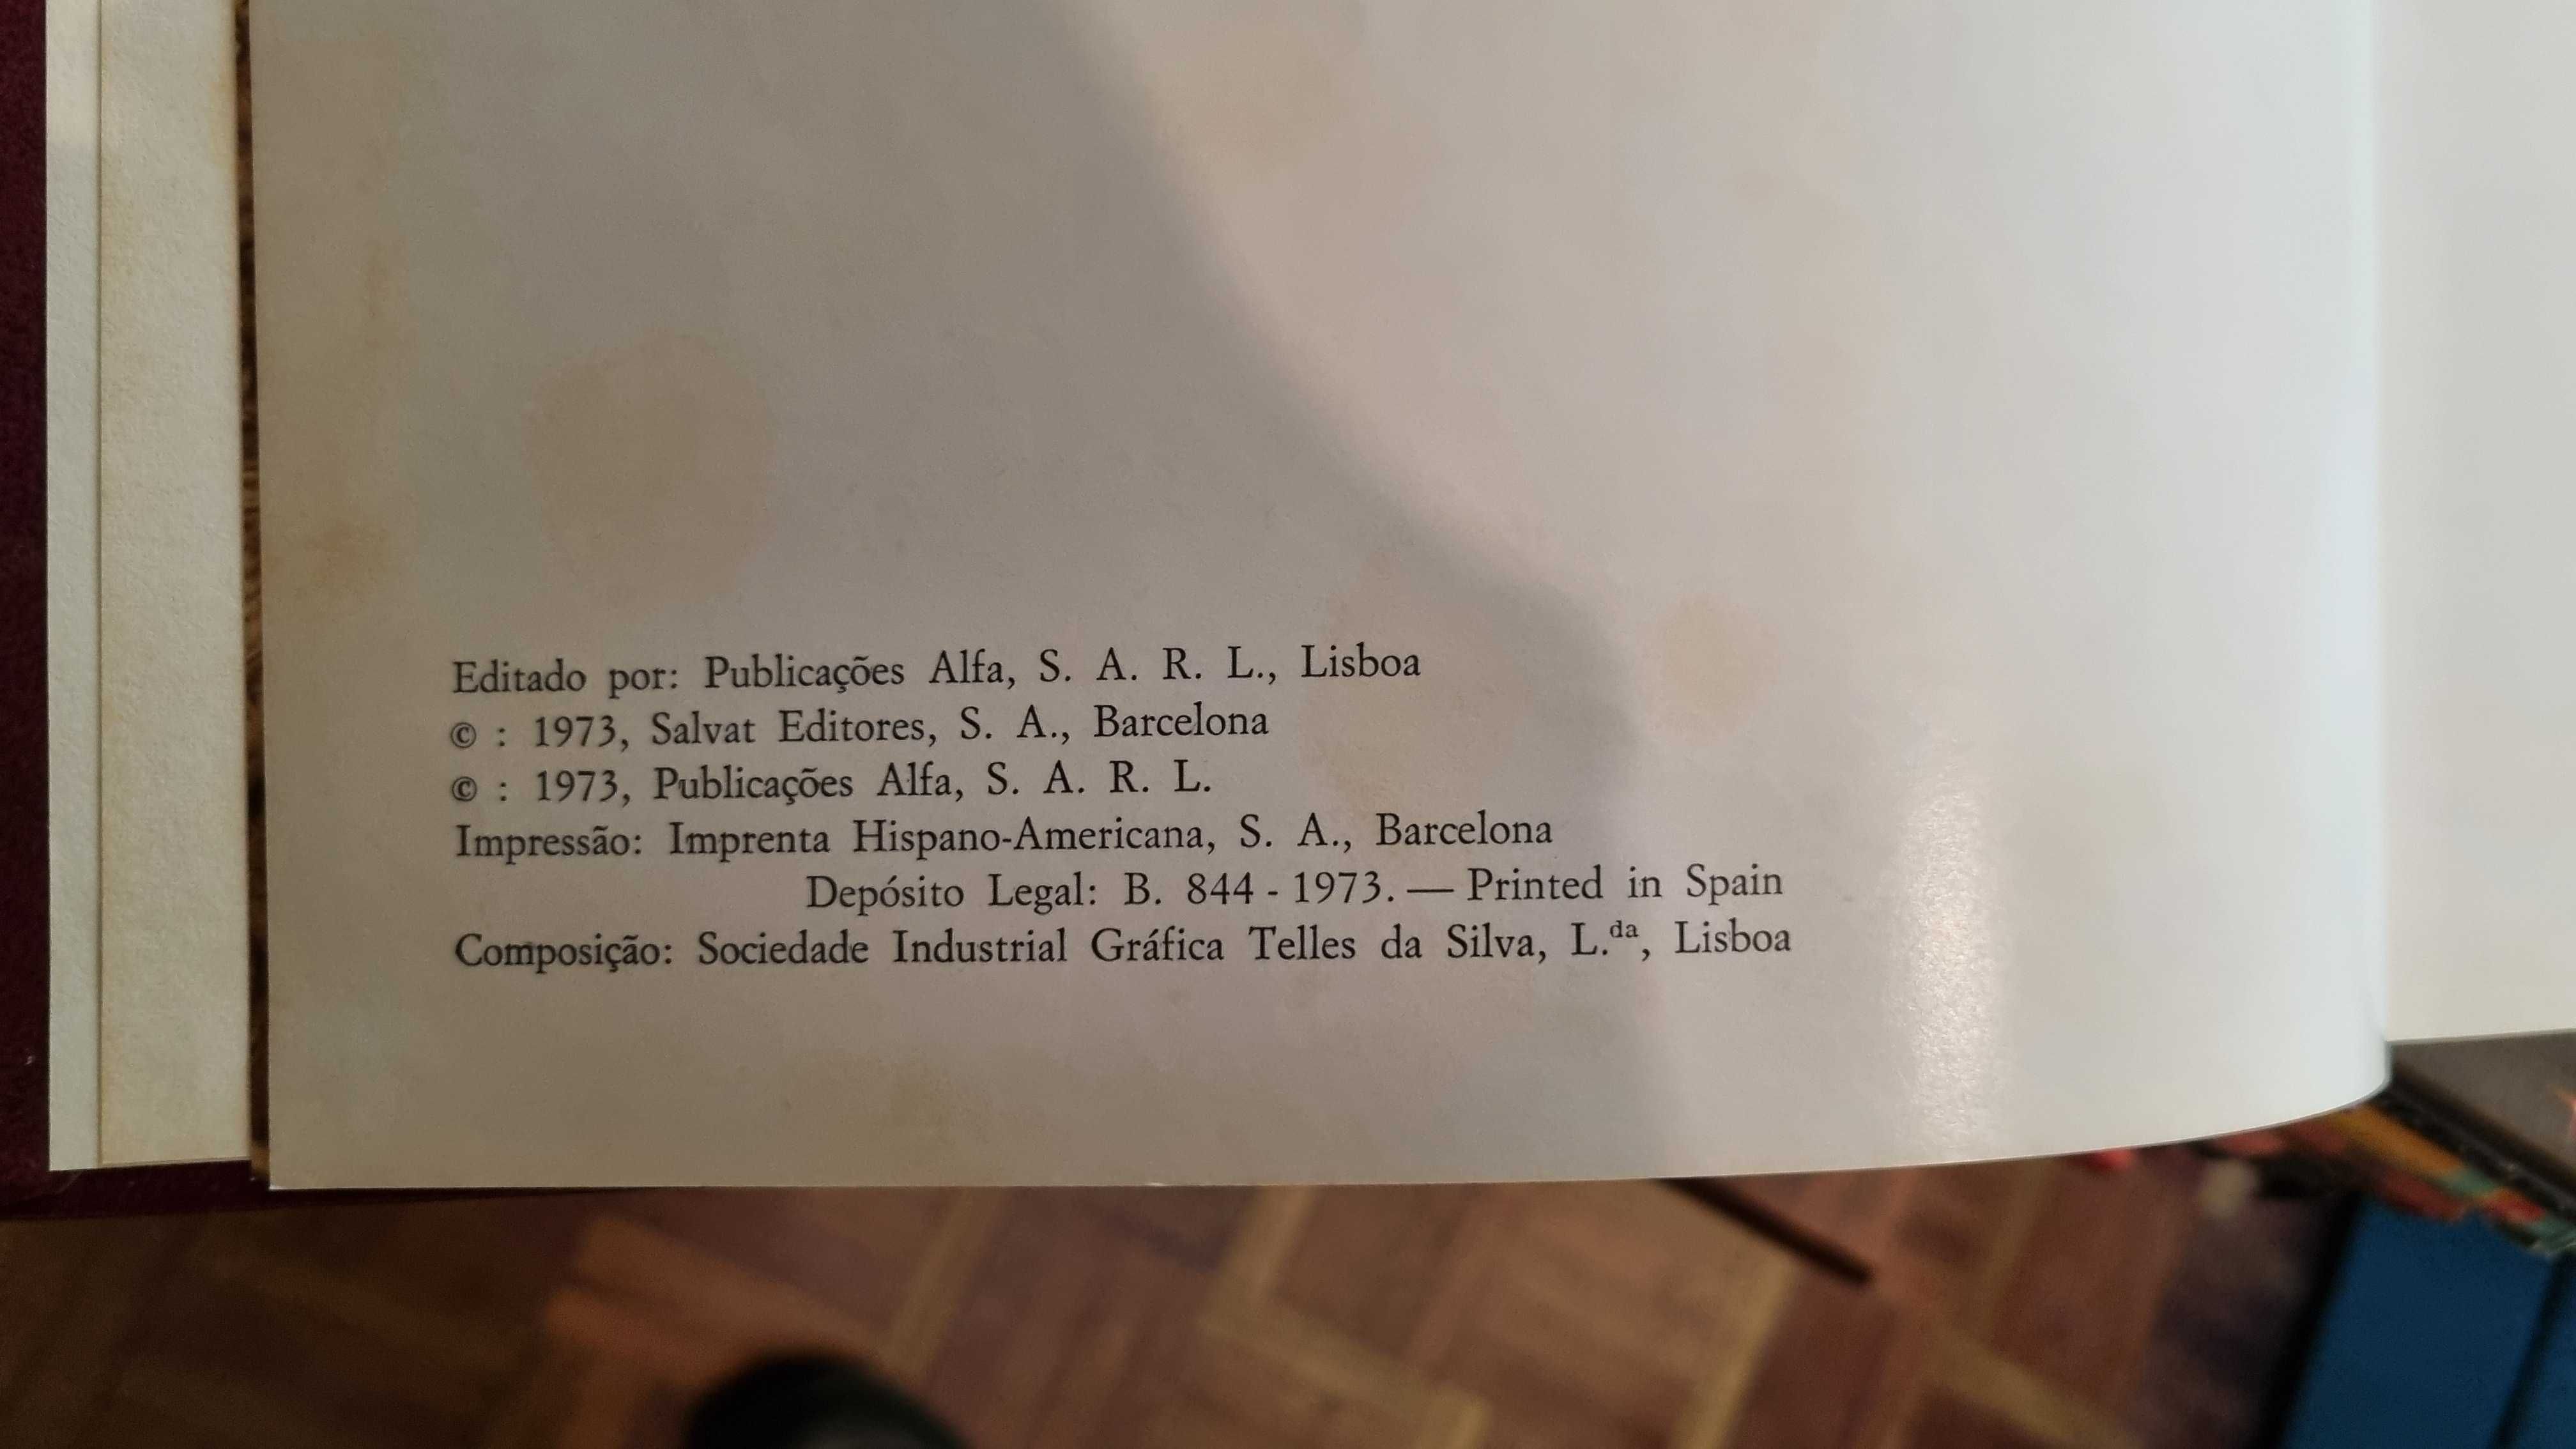 Editado por: Publicações Alfa, S. A. R. L., Lisboa
© : 1973, Salvat Editores, S. A., Barcelona
© : 1973, Publicações Alfa, S. A. R. L.
Impressão: Imprenta Hispano-Americana, S. A., Barcelona
Depósito Legal: B. 844 - 1973. — Printed in Spain
Composição: Sociedade Industrial Gráfica Telles da Silva, L.ᵈᵃ, Lisboa